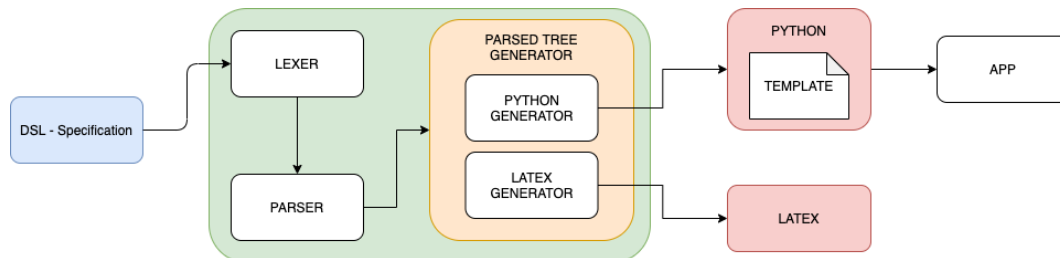 DSL - Specification
LEXER
PARSER
PARSED TREE
GENERATOR
PYTHON
GENERATOR
LATEX
GENERATOR
PYTHON
TEMPLATE
LATEX
APP